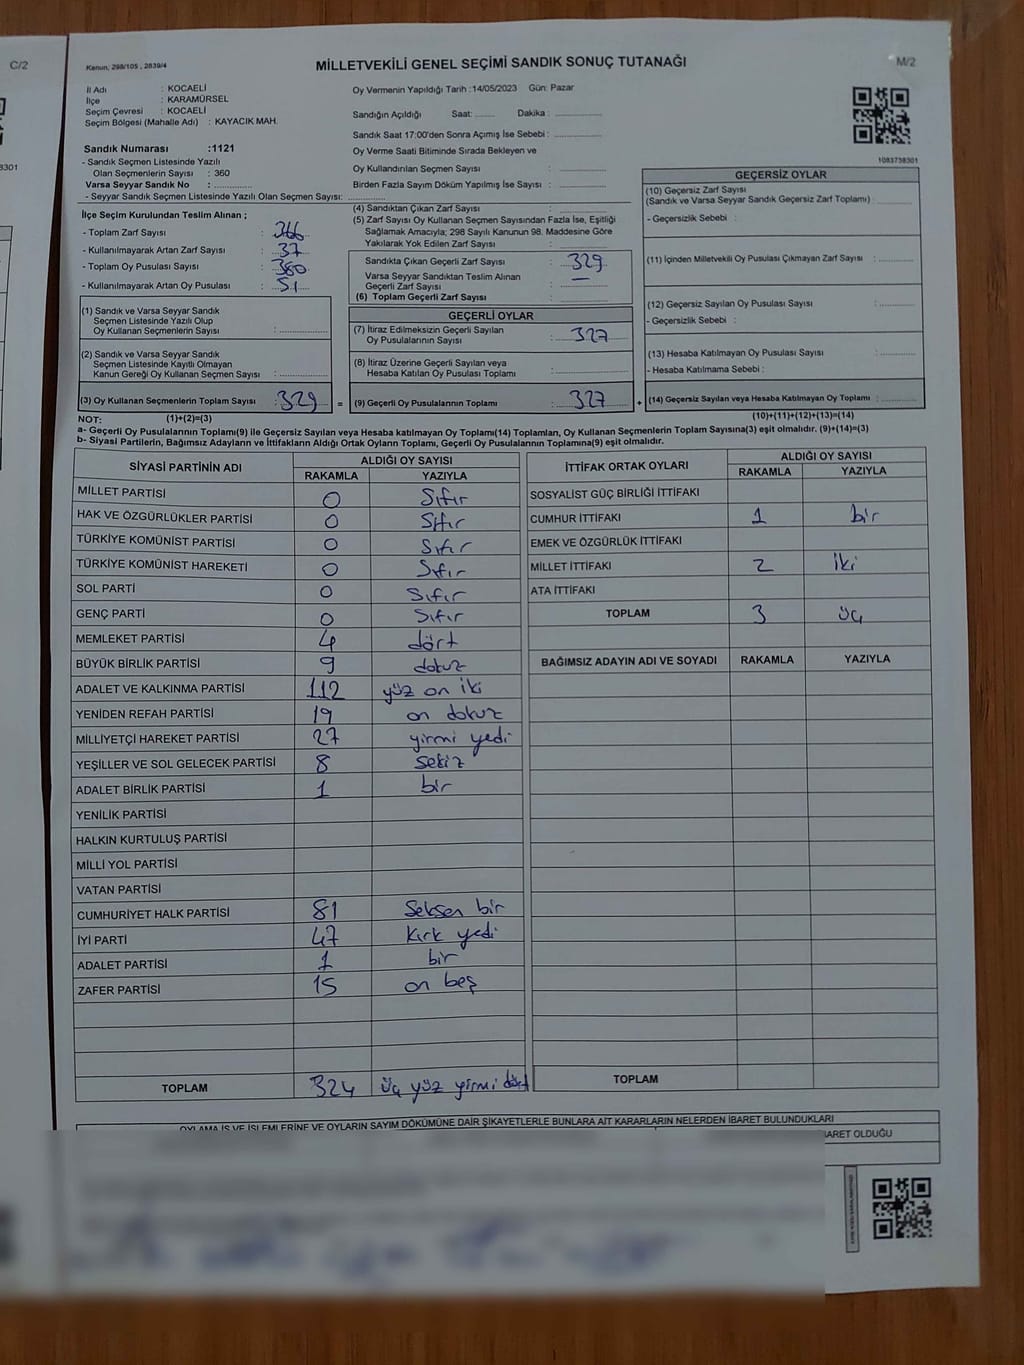 C/2
8301
Kanun; 298/105 , 2839/4
MİLLETVEKİLİ GENEL SEÇİMİ SANDIK SONUÇ TUTANAĞI
M/2
İl Adı : KOCAELİ
İlçe : KARAMÜRSEL
Seçim Çevresi : KOCAELİ
Seçim Bölgesi (Mahalle Adı) : KAYACIK MAH.
Oy Vermenin Yapıldığı Tarih :14/05/2023 Gün: Pazar
Sandığın Açıldığı Saat: ........ Dakika : ................
Sandık Saat 17:00'den Sonra Açımış İse Sebebi : ................
Oy Verme Saati Bitiminde Sırada Bekleyen ve
Oy Kullandırılan Seçmen Sayısı : ................
Birden Fazla Sayım Döküm Yapılmış İse Sayısı : ................
1083758301
Sandık Numarası :1121
- Sandık Seçmen Listesinde Yazılı
Olan Seçmenlerin Sayısı : 360
Varsa Seyyar Sandık No : ................
- Seyyar Sandık Seçmen Listesinde Yazılı Olan Seçmen Sayısı: ................
İlçe Seçim Kurulundan Teslim Alınan ;
- Toplam Zarf Sayısı : 366
- Kullanılmayarak Artan Zarf Sayısı : 37
- Toplam Oy Pusulası Sayısı : 380
- Kullanılmayarak Artan Oy Pusulası : 51
(1) Sandık ve Varsa Seyyar Sandık
Seçmen Listesinde Yazılı Olup
Oy Kullanan Seçmenlerin Sayısı : ................
(2) Sandık ve Varsa Seyyar Sandık
Seçmen Listesinde Kayıtlı Olmayan
Kanun Gereği Oy Kullanan Seçmen Sayısı : ................
(3) Oy Kullanan Seçmenlerin Toplam Sayısı : 329
(1)+(2)=(3)
(4) Sandıktan Çıkan Zarf Sayısı : ................
(5) Zarf Sayısı Oy Kullanan Seçmen Sayısından Fazla İse, Eşitliği
Sağlamak Amacıyla; 298 Sayılı Kanunun 98. Maddesine Göre
Yakılarak Yok Edilen Zarf Sayısı : ................
Sandıkta Çıkan Geçerli Zarf Sayısı : 329
Varsa Seyyar Sandıktan Teslim Alınan
Geçerli Zarf Sayısı : —
(6) Toplam Geçerli Zarf Sayısı : ................
GEÇERLİ OYLAR
(7) İtiraz Edilmeksizin Geçerli Sayılan
Oy Pusulalarının Sayısı : 327
(8) İtiraz Üzerine Geçerli Sayılan veya
Hesaba Katılan Oy Pusulası Toplamı : ................
= (9) Geçerli Oy Pusulalarının Toplamı : 327 +
GEÇERSİZ OYLAR
(10) Geçersiz Zarf Sayısı
(Sandık ve Varsa Seyyar Sandık Geçersiz Zarf Toplamı) : ................
- Geçersizlik Sebebi :
(11) İçinden Milletvekili Oy Pusulası Çıkmayan Zarf Sayısı : ................
(12) Geçersiz Sayılan Oy Pusulası Sayısı : ................
- Geçersizlik Sebebi :
(13) Hesaba Katılmayan Oy Pusulası Sayısı : ................
- Hesaba Katılmama Sebebi :
(14) Geçersiz Sayılan veya Hesaba Katılmayan Oy Toplamı : ................
(10)+(11)+(12)+(13)=(14)
NOT:
a- Geçerli Oy Pusulalarının Toplamı(9) ile Geçersiz Sayılan veya Hesaba katılmayan Oy Toplamı(14) Toplamları, Oy Kullanan Seçmenlerin Toplam Sayısına(3) eşit olmalıdır. (9)+(14)=(3)
b- Siyasi Partilerin, Bağımsız Adayların ve İttifakların Aldığı Ortak Oyların Toplamı, Geçerli Oy Pusulalarının Toplamına(9) eşit olmalıdır.
SİYASİ PARTİNİN ADI ALDIĞI OY SAYISI
RAKAMLA YAZIYLA
MİLLET PARTİSİ 0 Sıfır
HAK VE ÖZGÜRLÜKLER PARTİSİ 0 Sıfır
TÜRKİYE KOMÜNİST PARTİSİ 0 Sıfır
TÜRKİYE KOMÜNİST HAREKETİ 0 Sıfır
SOL PARTİ 0 Sıfır
GENÇ PARTİ 0 Sıfır
MEMLEKET PARTİSİ 4 dört
BÜYÜK BİRLİK PARTİSİ 9 dokuz
ADALET VE KALKINMA PARTİSİ 112 yüz on iki
YENİDEN REFAH PARTİSİ 19 on dokuz
MİLLİYETÇİ HAREKET PARTİSİ 27 yirmi yedi
YEŞİLLER VE SOL GELECEK PARTİSİ 8 sekiz
ADALET BİRLİK PARTİSİ 1 bir
YENİLİK PARTİSİ
HALKIN KURTULUŞ PARTİSİ
MİLLİ YOL PARTİSİ
VATAN PARTİSİ
CUMHURİYET HALK PARTİSİ 81 Seksen bir
İYİ PARTİ 47 Kırk yedi
ADALET PARTİSİ 1 bir
ZAFER PARTİSİ 15 on beş
TOPLAM 324 üç yüz yirmi dört
İTTİFAK ORTAK OYLARI ALDIĞI OY SAYISI
RAKAMLA YAZIYLA
SOSYALİST GÜÇ BİRLİĞİ İTTİFAKI
CUMHUR İTTİFAKI 1 bir
EMEK VE ÖZGÜRLÜK İTTİFAKI
MİLLET İTTİFAKI 2 iki
ATA İTTİFAKI
TOPLAM 3 üç
BAĞIMSIZ ADAYIN ADI VE SOYADI RAKAMLA YAZIYLA
TOPLAM
OYLAMA İŞ VE İŞLEMLERİNE VE OYLARIN SAYIM DÖKÜMÜNE DAİR ŞİKAYETLERLE BUNLARA AİT KARARLARIN NELERDEN İBARET BULUNDUKLARI
BARET OLDUĞU